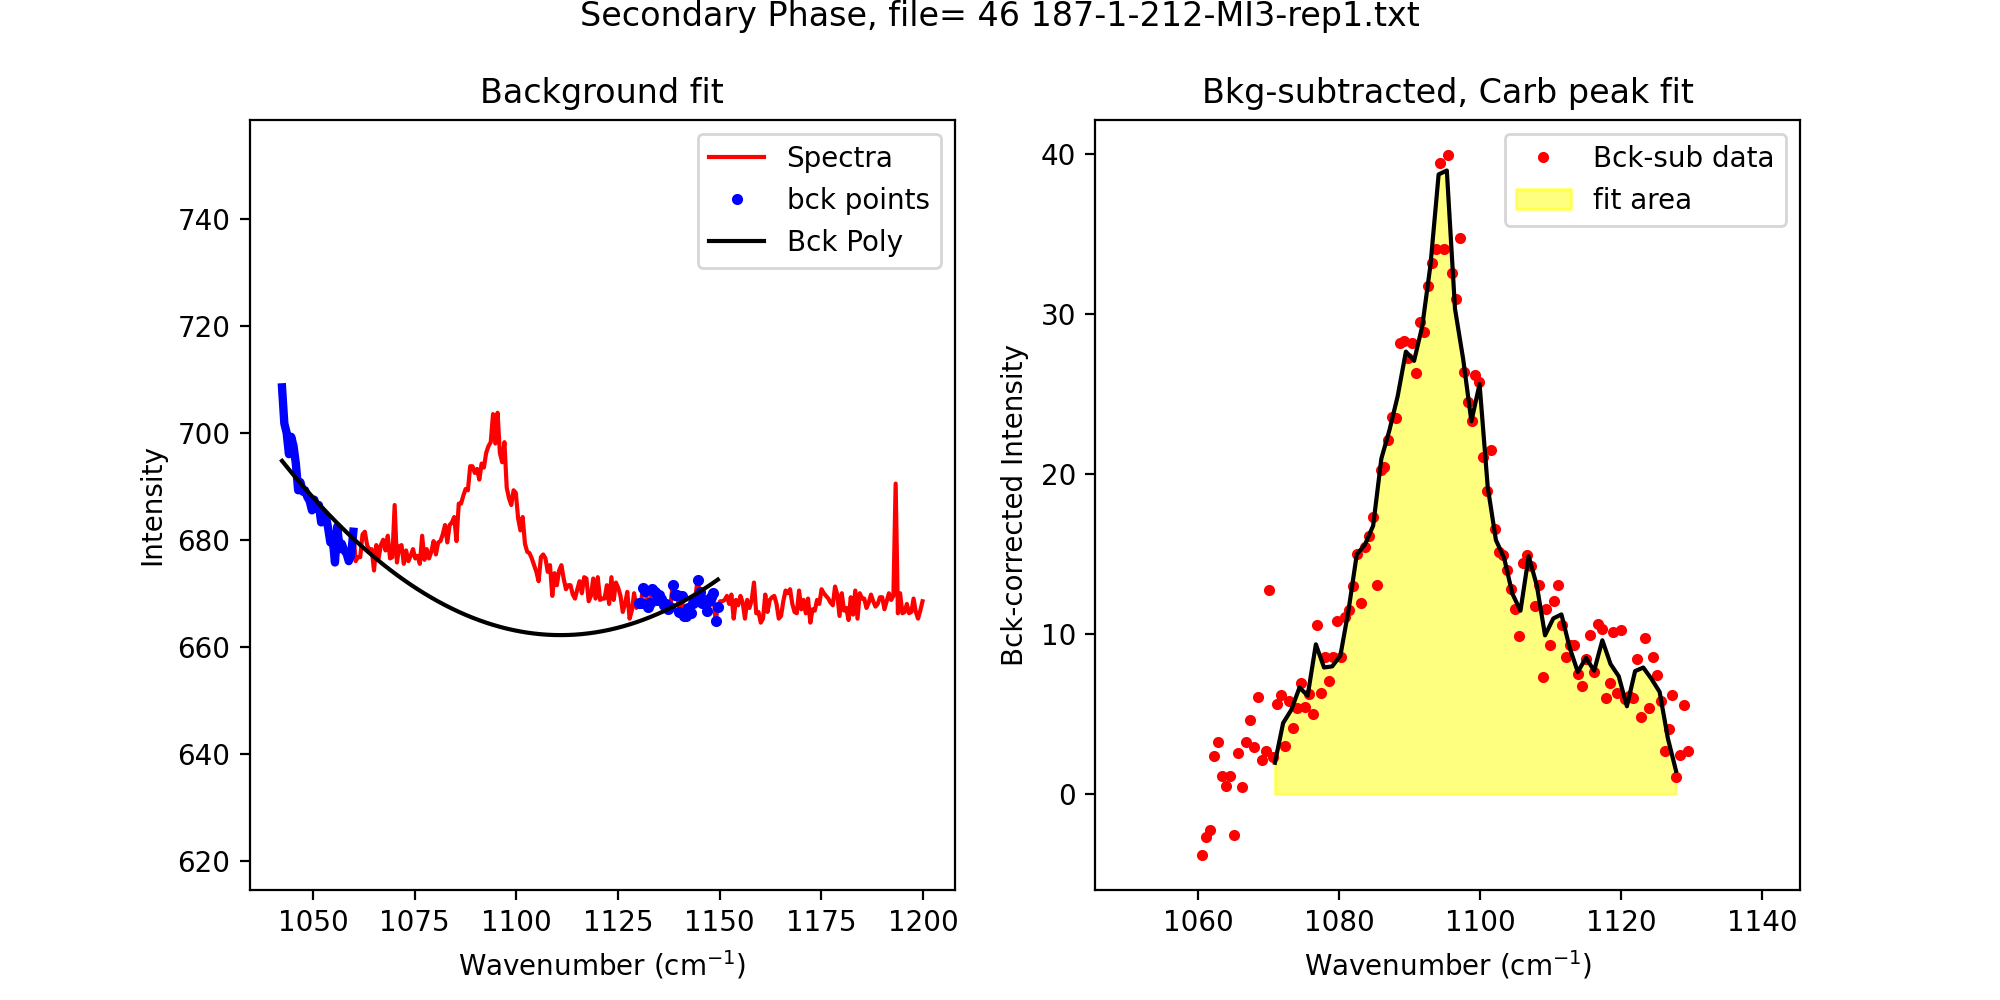 Secondary Phase, file= 46 187-1-212-MI3-rep1.txt
Background fit
Spectra
bck points
Bck Poly
Intensity
740
720
700
680
660
640
620
1050 1075 1100 1125 1150 1175 1200
Wavenumber (cm⁻¹)
Bkg-subtracted, Carb peak fit
Bck-sub data
fit area
Bck-corrected Intensity
40
30
20
10
0
1060 1080 1100 1120 1140
Wavenumber (cm⁻¹)